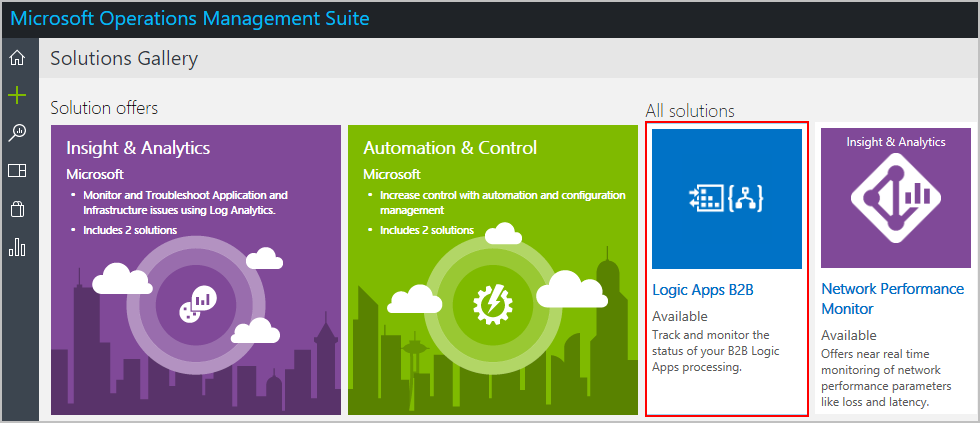 Microsoft Operations Management Suite
Solutions Gallery
Solution offers
Insight & Analytics
Microsoft
• Monitor and Troubleshoot Application and
Infrastructure issues using Log Analytics.
• Includes 2 solutions
Automation & Control
Microsoft
• Increase control with automation and configuration
management
• Includes 2 solutions
All solutions
Logic Apps B2B
Available
Track and monitor the
status of your B2B Logic
Apps processing.
Insight & Analytics
Network Performance
Monitor
Available
Offers near real time
monitoring of network
performance parameters
like loss and latency.